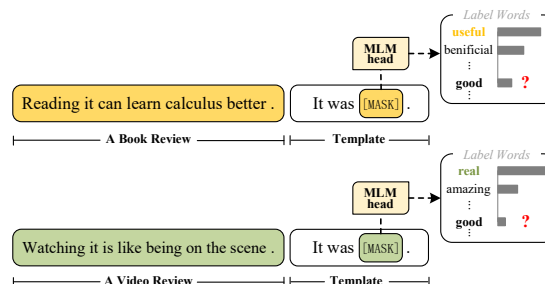 Label Words
useful
benificial
⋮
good ?
⋮
MLM
head
Reading it can learn calculus better .
It was [MASK] .
A Book Review
Template
Label Words
real
amazing
⋮
good ?
⋮
MLM
head
Watching it is like being on the scene .
It was [MASK] .
A Video Review
Template